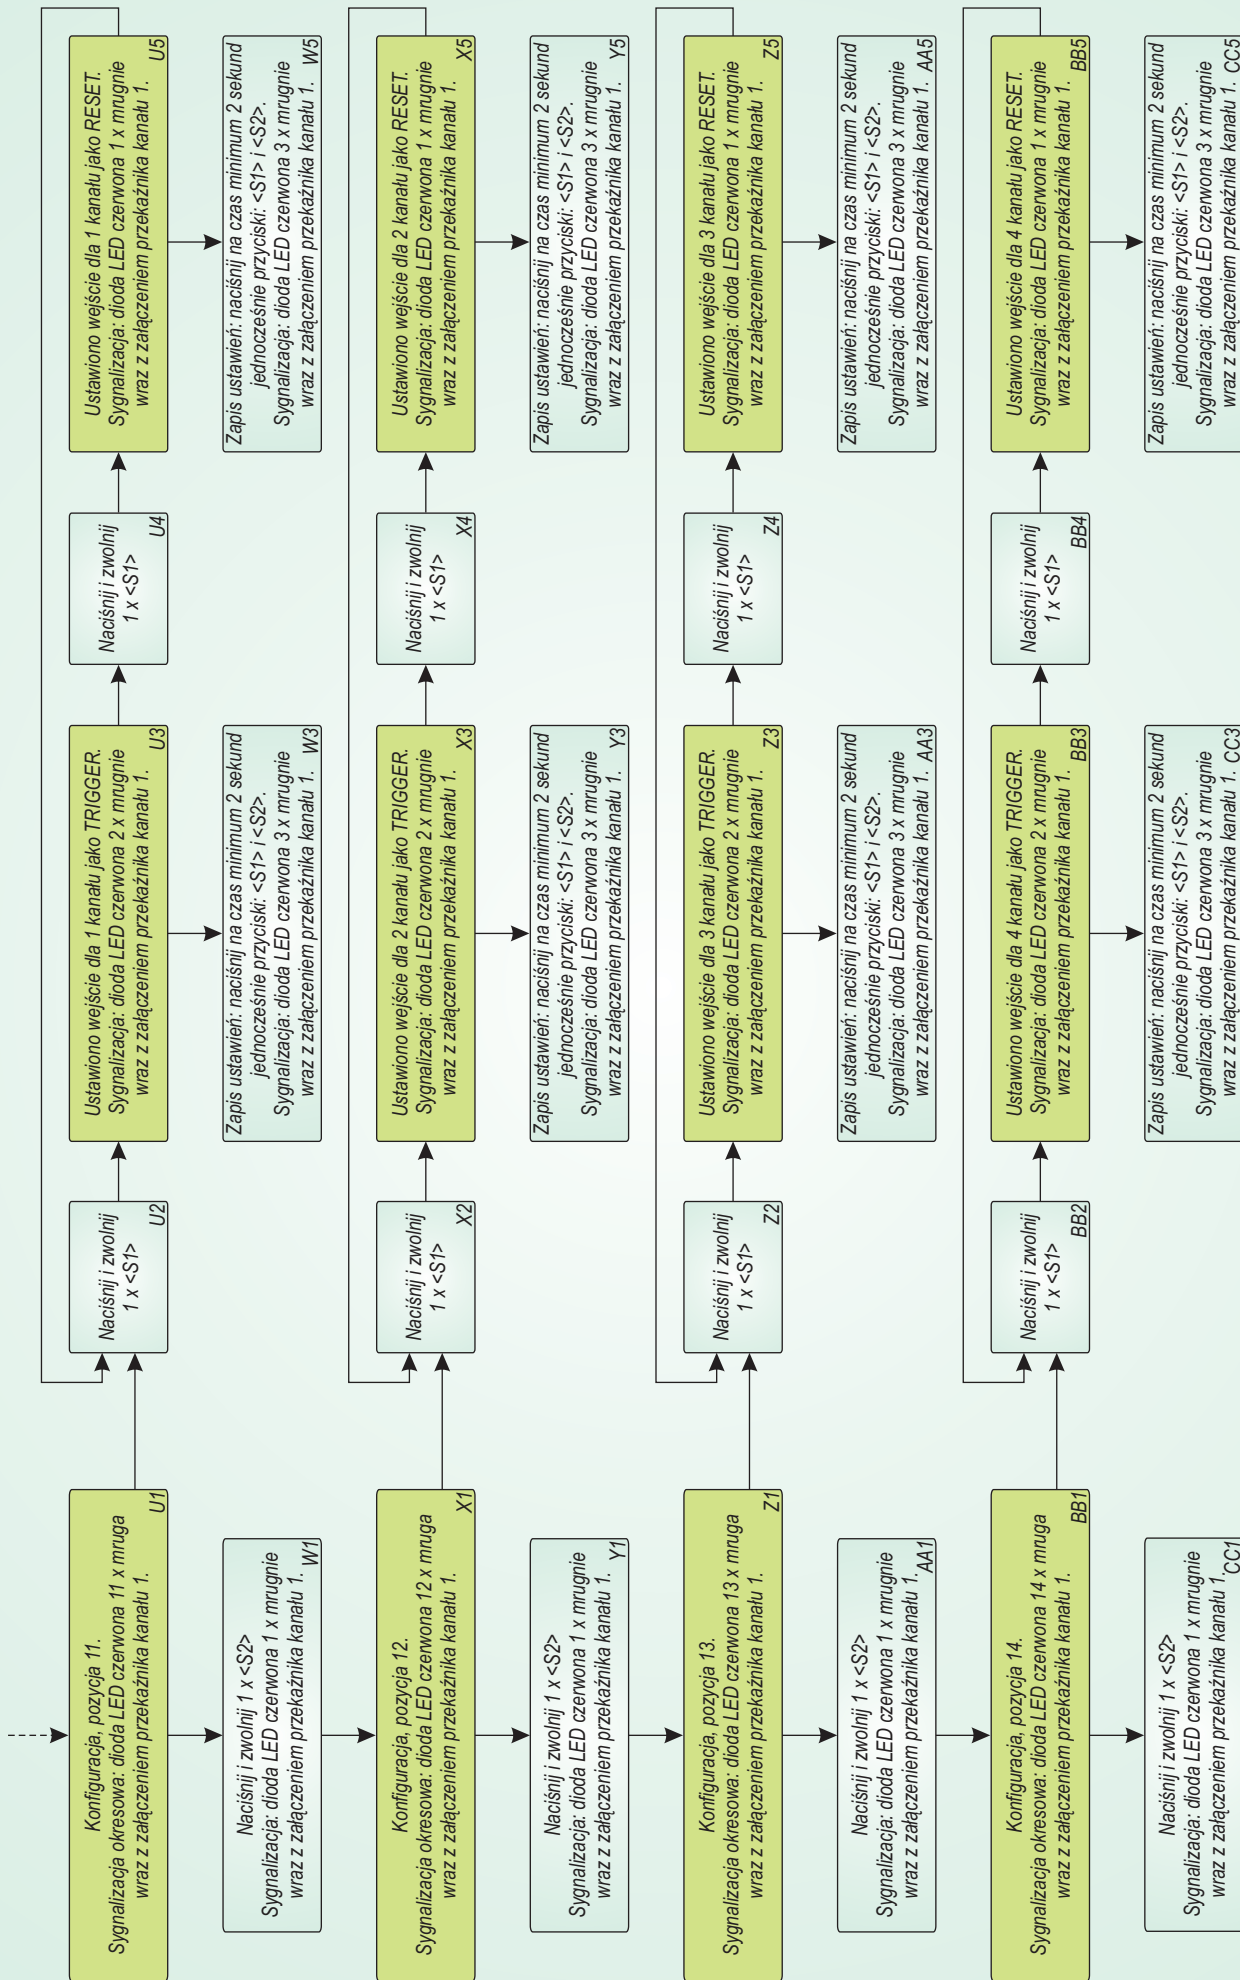 Konfiguracja, pozycja 11.
Sygnalizacja okresowa: dioda LED czerwona 11 x mruga
wraz z załączeniem przekaźnika kanału 1.
U1
Naciśnij i zwolnij
1 x <S1>
U2
Ustawiono wejście dla 1 kanału jako TRIGGER.
Sygnalizacja: dioda LED czerwona 2 x mrugnie
wraz z załączeniem przekaźnika kanału 1.
U3
Naciśnij i zwolnij
1 x <S1>
U4
Ustawiono wejście dla 1 kanału jako RESET.
Sygnalizacja: dioda LED czerwona 1 x mrugnie
wraz z załączeniem przekaźnika kanału 1.
U5
Naciśnij i zwolnij 1 x <S2>
Sygnalizacja: dioda LED czerwona 1 x mrugnie
wraz z załączeniem przekaźnika kanału 1.
W1
Zapis ustawień: naciśnij na czas minimum 2 sekund
jednocześnie przyciski: <S1> i <S2>.
Sygnalizacja: dioda LED czerwona 3 x mrugnie
wraz z załączeniem przekaźnika kanału 1.
W3
Zapis ustawień: naciśnij na czas minimum 2 sekund
jednocześnie przyciski: <S1> i <S2>.
Sygnalizacja: dioda LED czerwona 3 x mrugnie
wraz z załączeniem przekaźnika kanału 1.
W5
Konfiguracja, pozycja 12.
Sygnalizacja okresowa: dioda LED czerwona 12 x mruga
wraz z załączeniem przekaźnika kanału 1.
X1
Naciśnij i zwolnij
1 x <S1>
X2
Ustawiono wejście dla 2 kanału jako TRIGGER.
Sygnalizacja: dioda LED czerwona 2 x mrugnie
wraz z załączeniem przekaźnika kanału 1.
X3
Naciśnij i zwolnij
1 x <S1>
X4
Ustawiono wejście dla 2 kanału jako RESET.
Sygnalizacja: dioda LED czerwona 1 x mrugnie
wraz z załączeniem przekaźnika kanału 1.
X5
Naciśnij i zwolnij 1 x <S2>
Sygnalizacja: dioda LED czerwona 1 x mrugnie
wraz z załączeniem przekaźnika kanału 1.
Y1
Zapis ustawień: naciśnij na czas minimum 2 sekund
jednocześnie przyciski: <S1> i <S2>.
Sygnalizacja: dioda LED czerwona 3 x mrugnie
wraz z załączeniem przekaźnika kanału 1.
Y3
Zapis ustawień: naciśnij na czas minimum 2 sekund
jednocześnie przyciski: <S1> i <S2>.
Sygnalizacja: dioda LED czerwona 3 x mrugnie
wraz z załączeniem przekaźnika kanału 1.
Y5
Konfiguracja, pozycja 13.
Sygnalizacja okresowa: dioda LED czerwona 13 x mruga
wraz z załączeniem przekaźnika kanału 1.
Z1
Naciśnij i zwolnij
1 x <S1>
Z2
Ustawiono wejście dla 3 kanału jako TRIGGER.
Sygnalizacja: dioda LED czerwona 2 x mrugnie
wraz z załączeniem przekaźnika kanału 1.
Z3
Naciśnij i zwolnij
1 x <S1>
Z4
Ustawiono wejście dla 3 kanału jako RESET.
Sygnalizacja: dioda LED czerwona 1 x mrugnie
wraz z załączeniem przekaźnika kanału 1.
Z5
Naciśnij i zwolnij 1 x <S2>
Sygnalizacja: dioda LED czerwona 1 x mrugnie
wraz z załączeniem przekaźnika kanału 1.
AA1
Zapis ustawień: naciśnij na czas minimum 2 sekund
jednocześnie przyciski: <S1> i <S2>.
Sygnalizacja: dioda LED czerwona 3 x mrugnie
wraz z załączeniem przekaźnika kanału 1.
AA3
Zapis ustawień: naciśnij na czas minimum 2 sekund
jednocześnie przyciski: <S1> i <S2>.
Sygnalizacja: dioda LED czerwona 3 x mrugnie
wraz z załączeniem przekaźnika kanału 1.
AA5
Konfiguracja, pozycja 14.
Sygnalizacja okresowa: dioda LED czerwona 14 x mruga
wraz z załączeniem przekaźnika kanału 1.
BB1
Naciśnij i zwolnij
1 x <S1>
BB2
Ustawiono wejście dla 4 kanału jako TRIGGER.
Sygnalizacja: dioda LED czerwona 2 x mrugnie
wraz z załączeniem przekaźnika kanału 1.
BB3
Naciśnij i zwolnij
1 x <S1>
BB4
Ustawiono wejście dla 4 kanału jako RESET.
Sygnalizacja: dioda LED czerwona 1 x mrugnie
wraz z załączeniem przekaźnika kanału 1.
BB5
Naciśnij i zwolnij 1 x <S2>
Sygnalizacja: dioda LED czerwona 1 x mrugnie
wraz z załączeniem przekaźnika kanału 1.
CC1
Zapis ustawień: naciśnij na czas minimum 2 sekund
jednocześnie przyciski: <S1> i <S2>.
Sygnalizacja: dioda LED czerwona 3 x mrugnie
wraz z załączeniem przekaźnika kanału 1.
CC3
Zapis ustawień: naciśnij na czas minimum 2 sekund
jednocześnie przyciski: <S1> i <S2>.
Sygnalizacja: dioda LED czerwona 3 x mrugnie
wraz z załączeniem przekaźnika kanału 1.
CC5